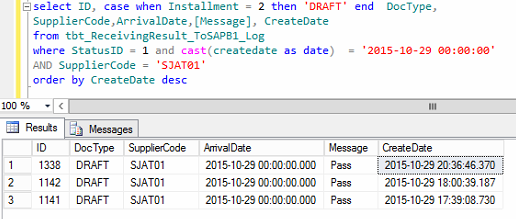 select ID, case when Installment = 2 then 'DRAFT' end  DocType,
SupplierCode,ArrivalDate,[Message], CreateDate
from tbt_ReceivingResult_ToSAPB1_Log
where StatusID = 1 and cast(createdate as date)  = '2015-10-29 00:00:00'
AND SupplierCode = 'SJAT01'
order by CreateDate desc
100 %
Results Messages
ID DocType SupplierCode ArrivalDate Message CreateDate
1 1338 DRAFT SJAT01 2015-10-29 00:00:00.000 Pass 2015-10-29 20:36:46.370
2 1142 DRAFT SJAT01 2015-10-29 00:00:00.000 Pass 2015-10-29 18:00:39.187
3 1141 DRAFT SJAT01 2015-10-29 00:00:00.000 Pass 2015-10-29 17:39:08.730